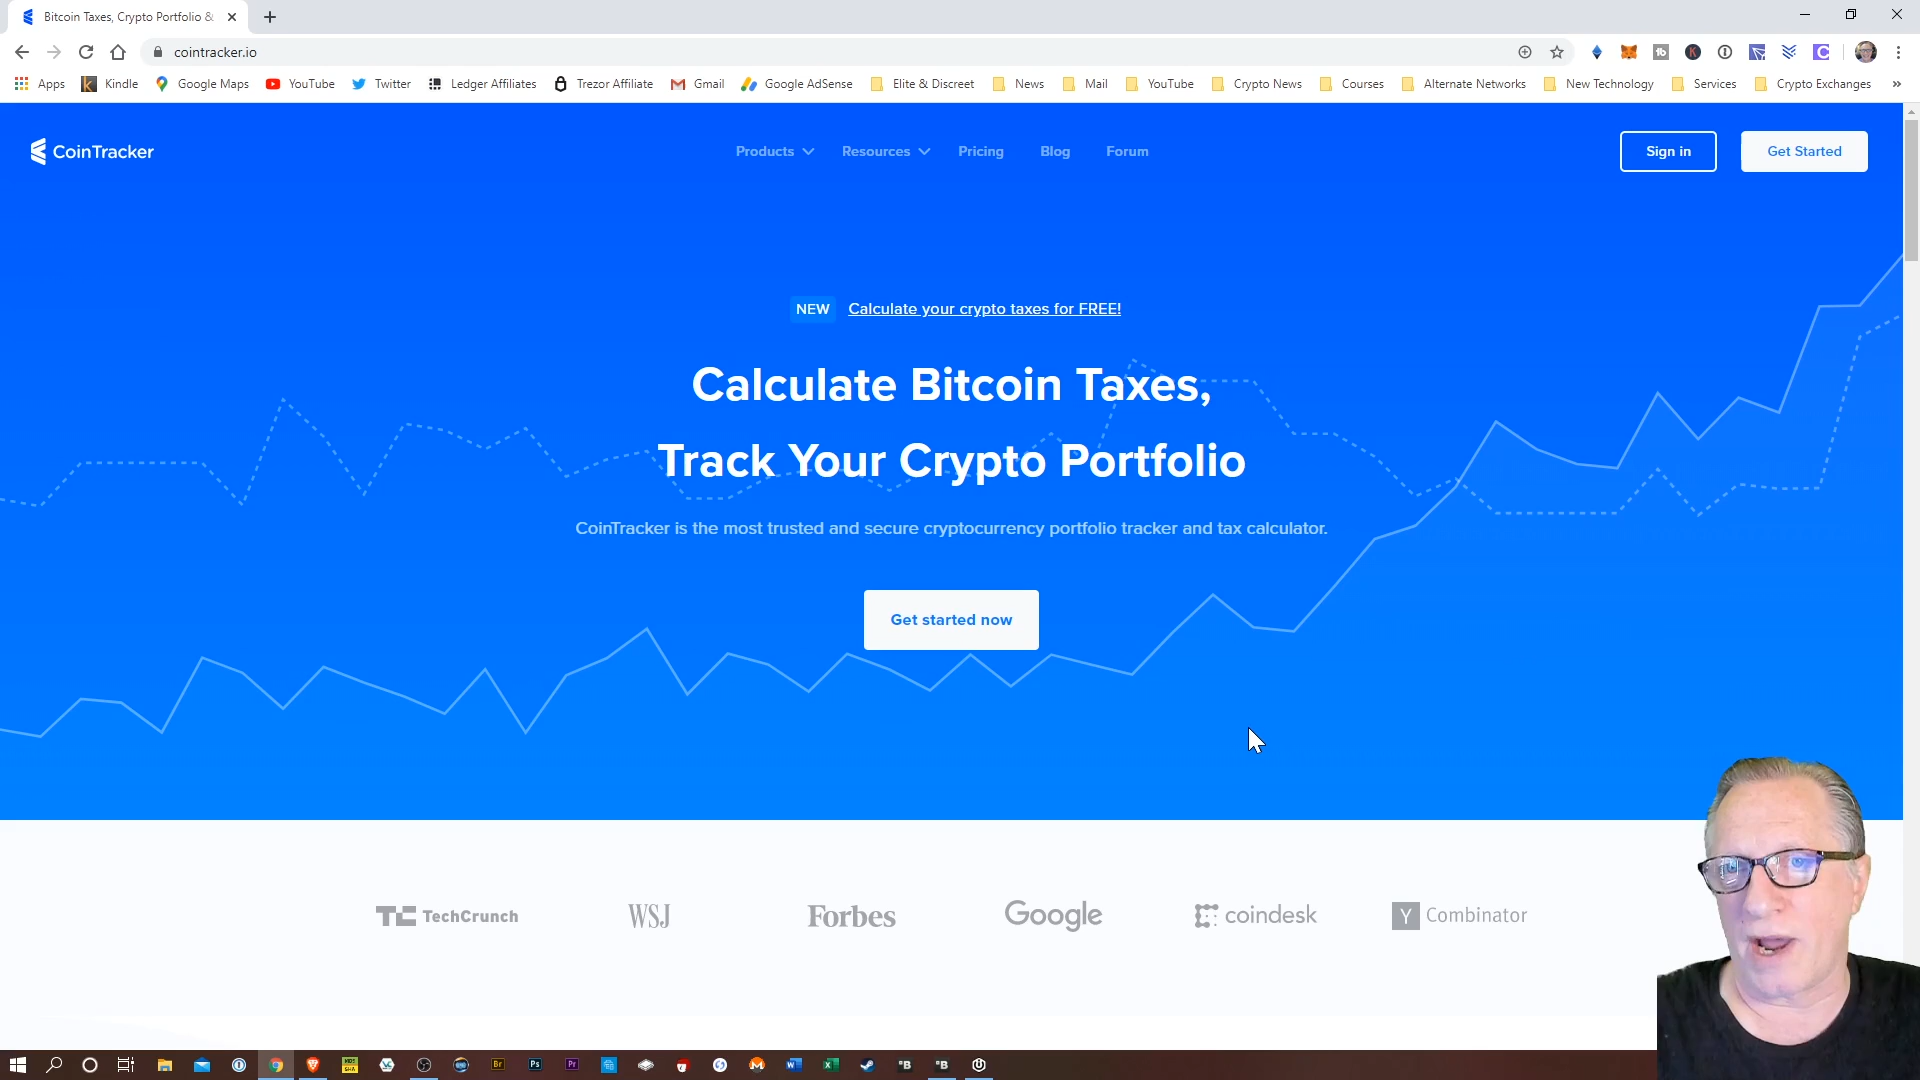 Bitcoin Taxes, Crypto Portfolio &
cointracker.io
Apps Kindle Google Maps YouTube Twitter Ledger Affiliates Trezor Affiliate Gmail Google AdSense Elite & Discreet News Mail YouTube Crypto News Courses Alternate Networks New Technology Services Crypto Exchanges »
CoinTracker Products Resources Pricing Blog Forum Sign in Get Started
NEW Calculate your crypto taxes for FREE!
Calculate Bitcoin Taxes,
Track Your Crypto Portfolio
CoinTracker is the most trusted and secure cryptocurrency portfolio tracker and tax calculator.
Get started now
TC TechCrunch WSJ Forbes Google coindesk Y Combinator
Br Ps Pr